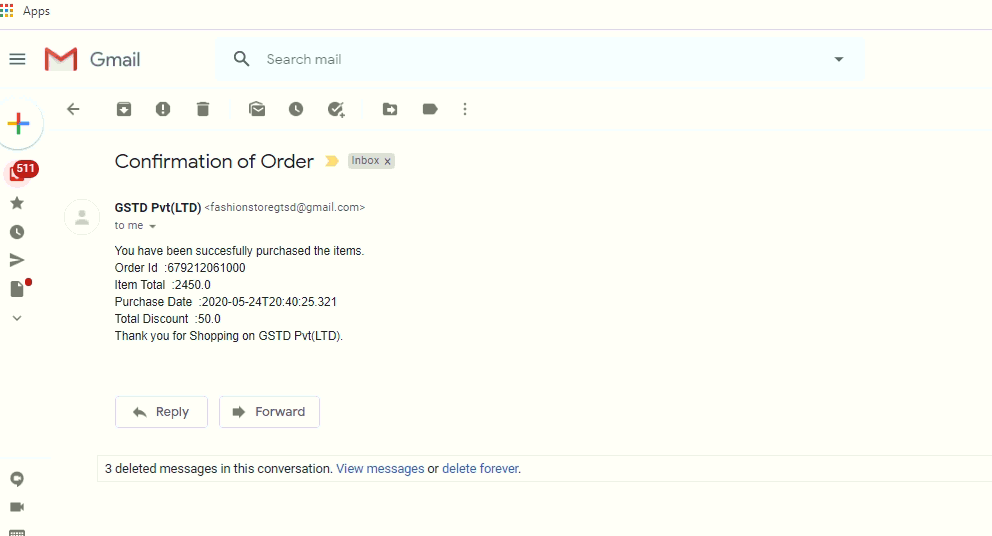 Apps
Gmail
Search mail
Confirmation of Order Inbox x
511
GSTD Pvt(LTD) <fashionstoregtsd@gmail.com>
to me
You have been succesfully purchased the items.
Order Id :679212061000
Item Total :2450.0
Purchase Date :2020-05-24T20:40:25.321
Total Discount :50.0
Thank you for Shopping on GSTD Pvt(LTD).
Reply Forward
3 deleted messages in this conversation. View messages or delete forever.